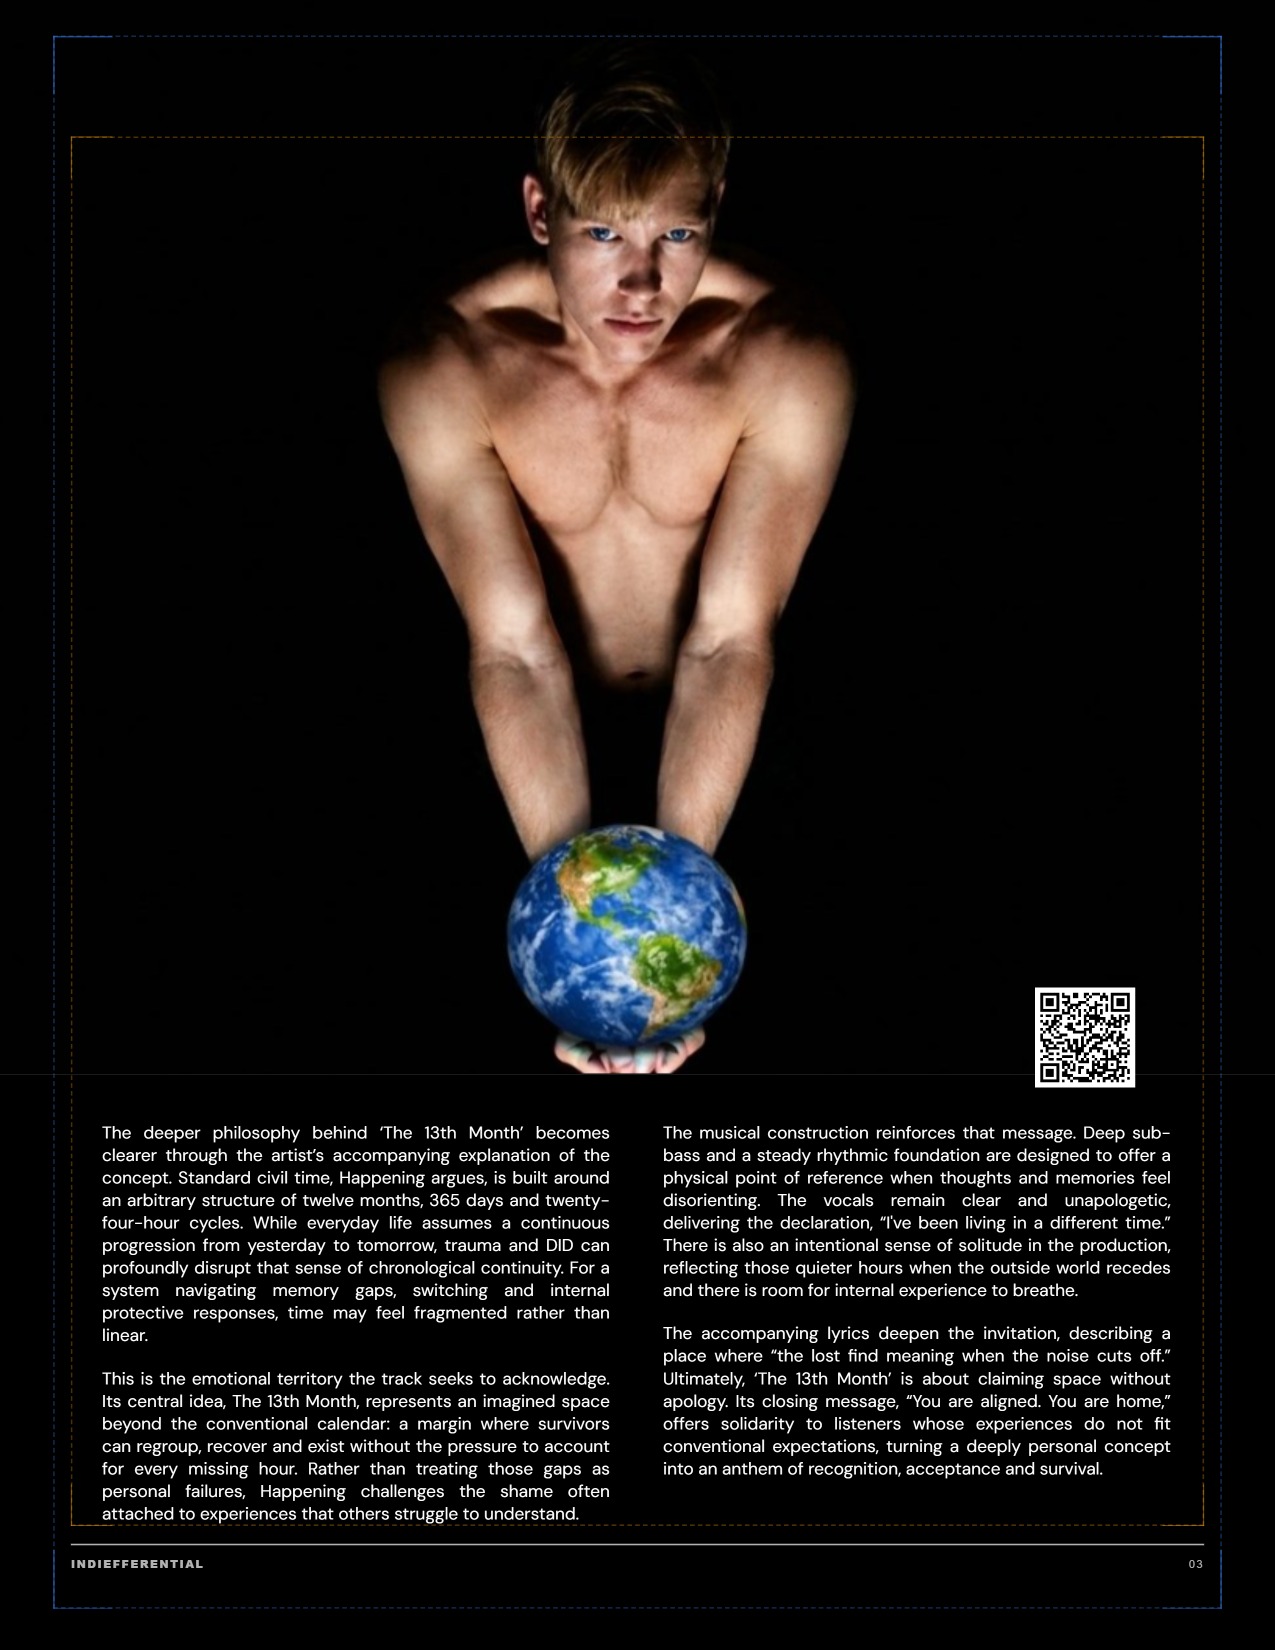 The deeper philosophy behind ‘The 13th Month’ becomes
clearer through the artist’s accompanying explanation of the
concept. Standard civil time, Happening argues, is built around
an arbitrary structure of twelve months, 365 days and twenty-
four-hour cycles. While everyday life assumes a continuous
progression from yesterday to tomorrow, trauma and DID can
profoundly disrupt that sense of chronological continuity. For a
system navigating memory gaps, switching and internal
protective responses, time may feel fragmented rather than
linear.
This is the emotional territory the track seeks to acknowledge.
Its central idea, The 13th Month, represents an imagined space
beyond the conventional calendar: a margin where survivors
can regroup, recover and exist without the pressure to account
for every missing hour. Rather than treating those gaps as
personal failures, Happening challenges the shame often
attached to experiences that others struggle to understand.
The musical construction reinforces that message. Deep sub-
bass and a steady rhythmic foundation are designed to offer a
physical point of reference when thoughts and memories feel
disorienting. The vocals remain clear and unapologetic,
delivering the declaration, “I've been living in a different time.”
There is also an intentional sense of solitude in the production,
reflecting those quieter hours when the outside world recedes
and there is room for internal experience to breathe.
The accompanying lyrics deepen the invitation, describing a
place where “the lost find meaning when the noise cuts off.”
Ultimately, ‘The 13th Month’ is about claiming space without
apology. Its closing message, “You are aligned. You are home,”
offers solidarity to listeners whose experiences do not fit
conventional expectations, turning a deeply personal concept
into an anthem of recognition, acceptance and survival.
INDIEFFERENTIAL
03